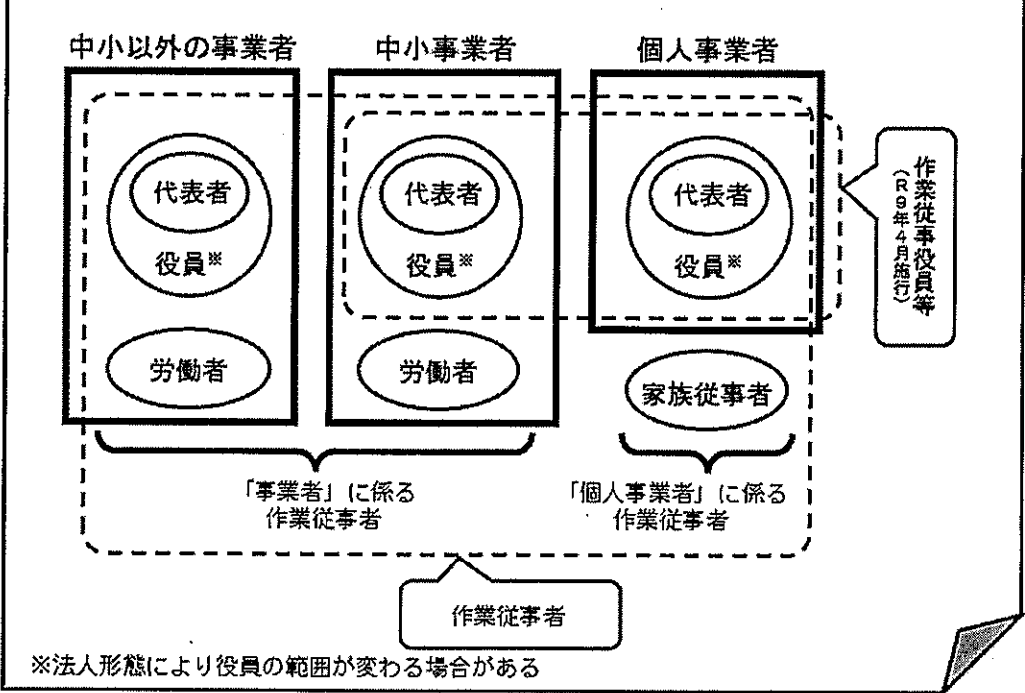 中小以外の事業者
中小事業者
個人事業者
代表者
役員※
労働者
代表者
役員※
労働者
代表者
役員※
家族従事者
作業従事役員等
(R9年4月施行)
「事業者」に係る
作業従事者
「個人事業者」に係る
作業従事者
作業従事者
※法人形態により役員の範囲が変わる場合がある